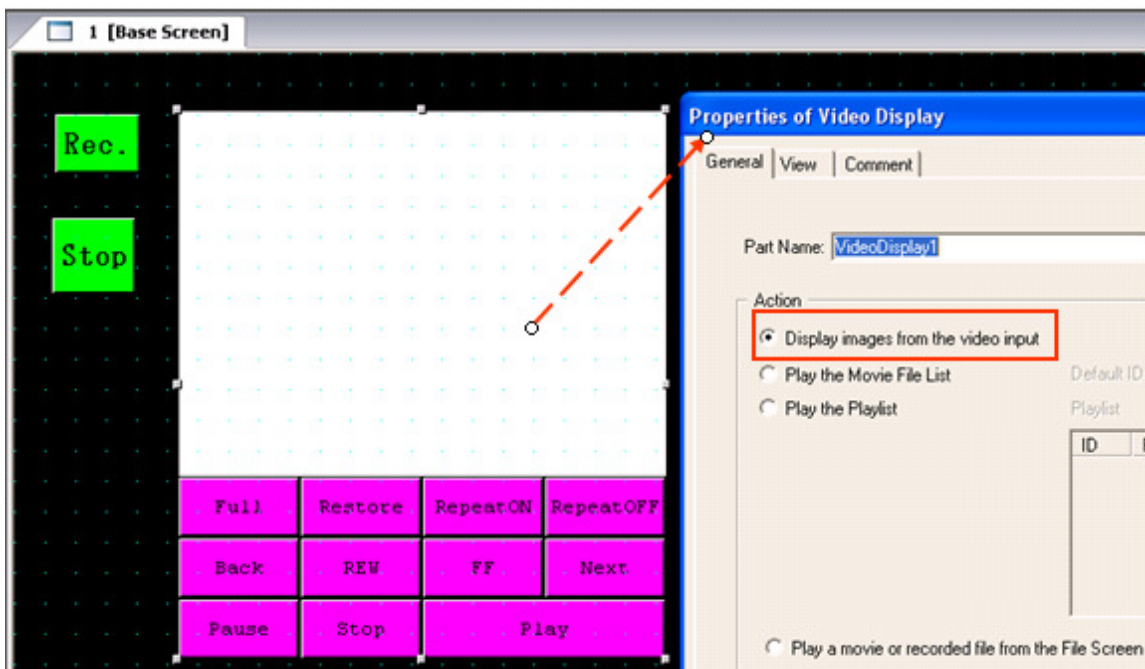 1 [Base Screen]
Rec.
Stop
Full Restore RepeatON RepeatOFF
Back REW FF Next
Pause Stop Play
Properties of Video Display
General View Comment
Part Name: VideoDisplay1
Action
Display images from the video input
Play the Movie File List Default ID
Play the Playlist Playlist
ID
Play a movie or recorded file from the File Screen